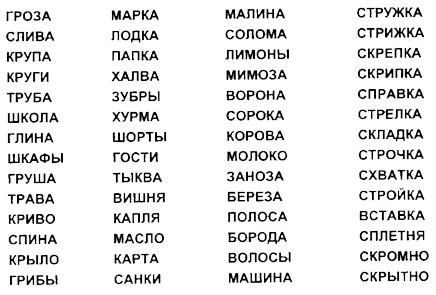 ГРОЗА МАРКА МАЛИНА СТРУЖКА
СЛИВА ЛОДКА СОЛОМА СТРИЖКА
КРУПА ПАПКА ЛИМОНЫ СКРЕПКА
КРУГИ ХАЛВА МИМОЗА СКРИПКА
ТРУБА ЗУБРЫ ВОРОНА СПРАВКА
ШКОЛА ХУРМА СОРОКА СТРЕЛКА
ГЛИНА ШОРТЫ КОРОВА СКЛАДКА
ШКАФЫ ГОСТИ МОЛОКО СТРОЧКА
ГРУША ТЫКВА ЗАНОЗА СХВАТКА
ТРАВА ВИШНЯ БЕРЕЗА СТРОЙКА
КРИВО КАПЛЯ ПОЛОСА ВСТАВКА
СПИНА МАСЛО БОРОДА СПЛЕТНЯ
КРЫЛО КАРТА ВОЛОСЫ СКРОМНО
ГРИБЫ САНКИ МАШИНА СКРЫТНО